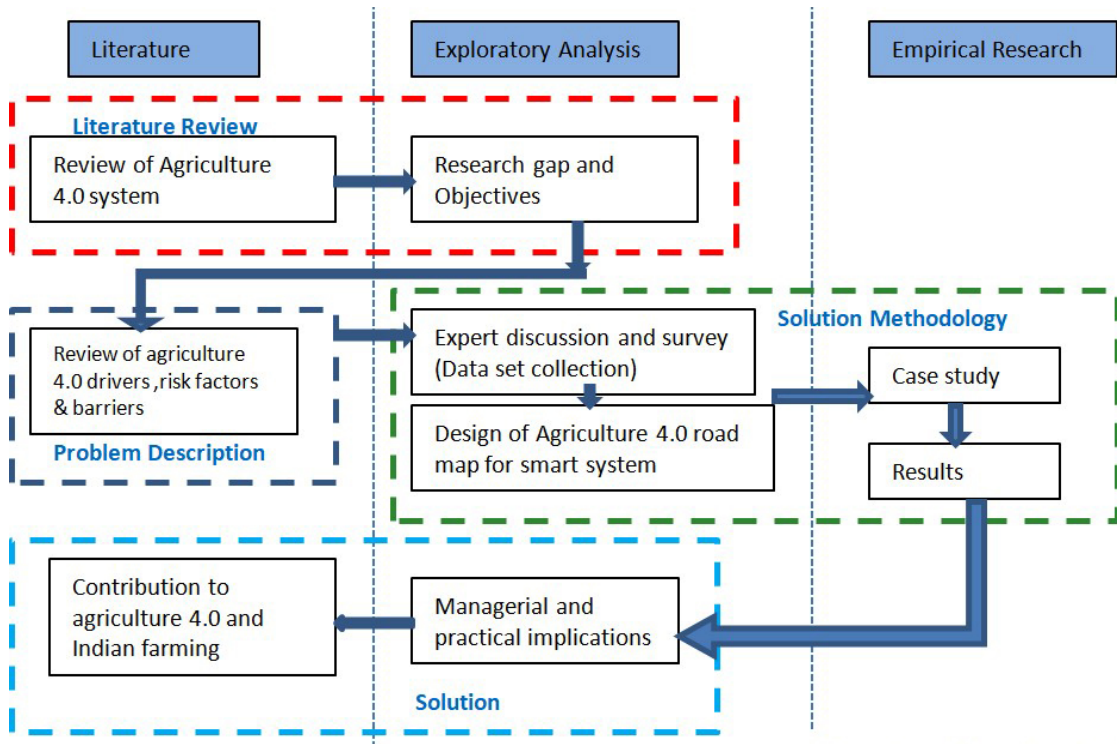 Literature
Exploratory Analysis
Empirical Research
Literature Review
Review of Agriculture
4.0 system
Research gap and
Objectives
Review of agriculture
4.0 drivers ,risk factors
& barriers
Problem Description
Solution Methodology
Expert discussion and survey
(Data set collection)
Design of Agriculture 4.0 road
map for smart system
Case study
Results
Contribution to
agriculture 4.0 and
Indian farming
Managerial and
practical implications
Solution